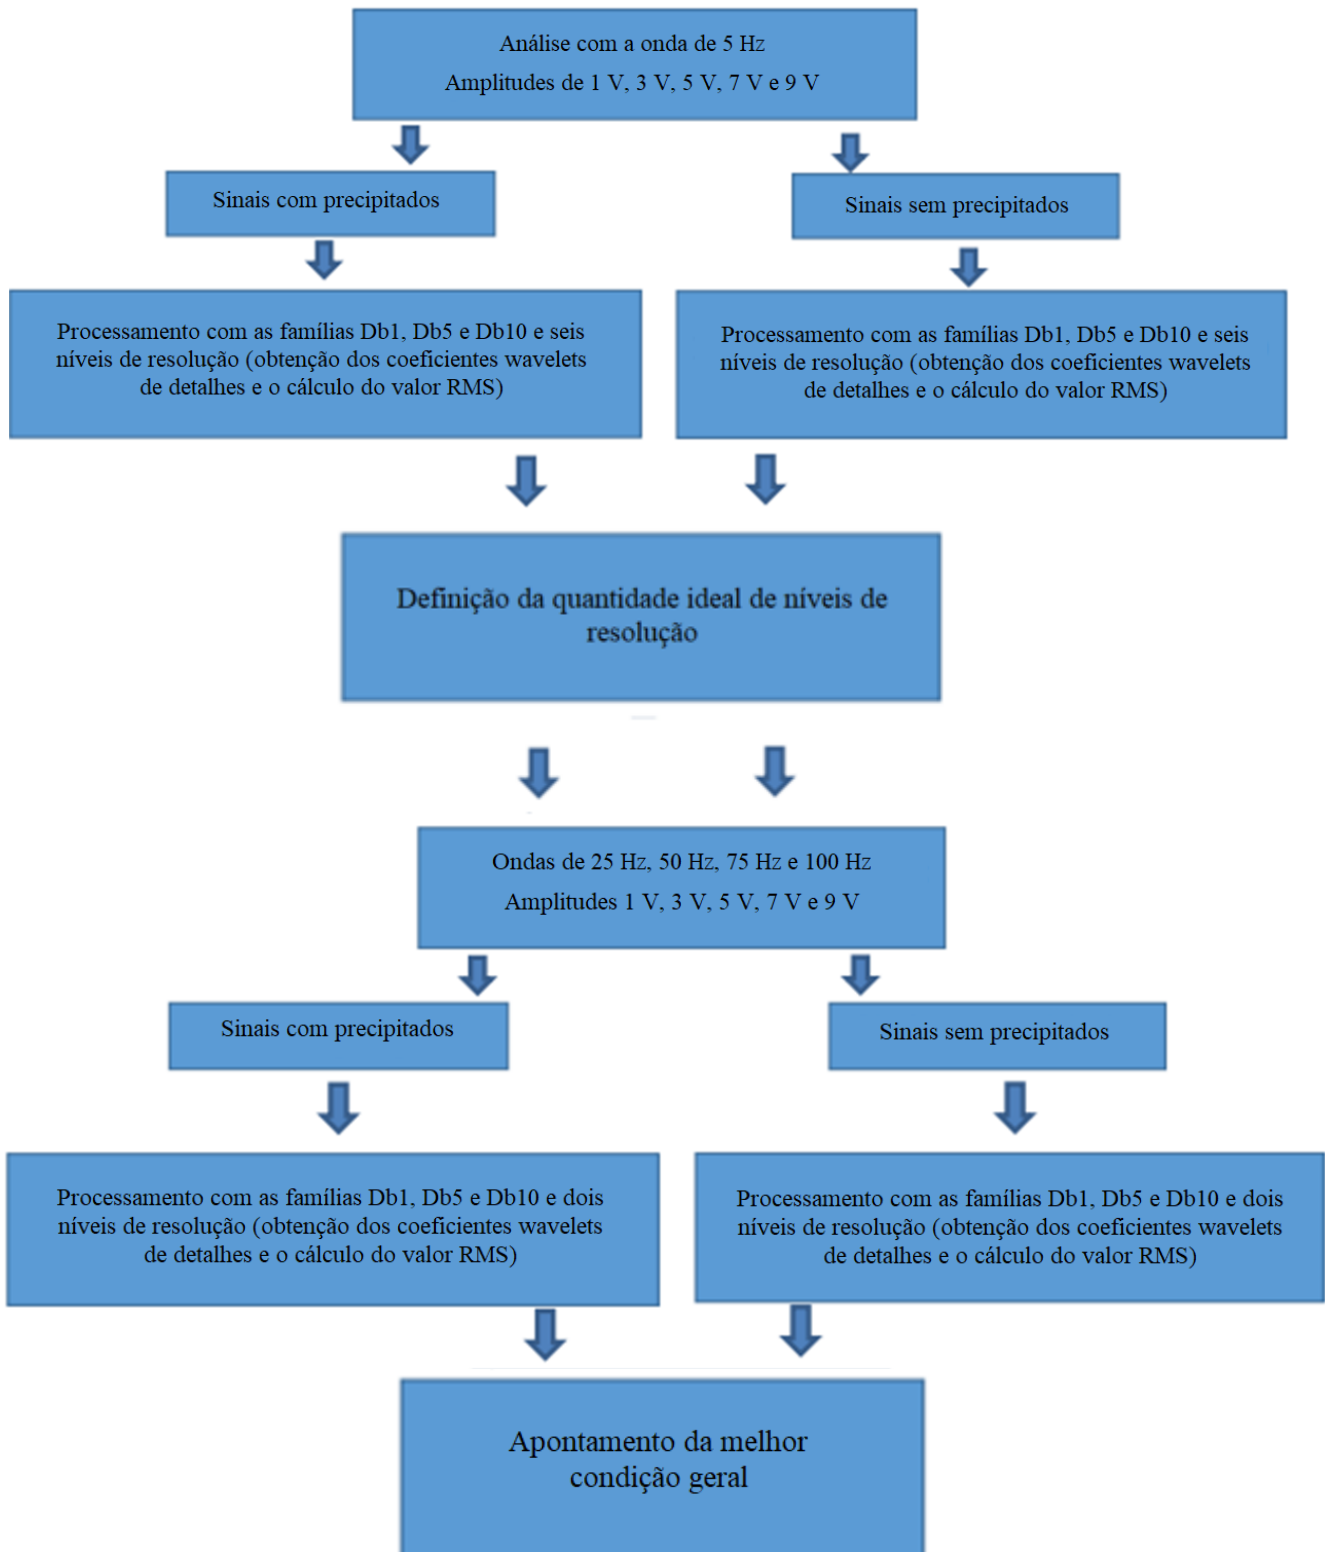 Análise com a onda de 5 Hz
Amplitudes de 1 V, 3 V, 5 V, 7 V e 9 V
Sinais com precipitados
Sinais sem precipitados
Processamento com as famílias Db1, Db5 e Db10 e seis
níveis de resolução (obtenção dos coeficientes wavelets
de detalhes e o cálculo do valor RMS)
Processamento com as famílias Db1, Db5 e Db10 e seis
níveis de resolução (obtenção dos coeficientes wavelets
de detalhes e o cálculo do valor RMS)
Definição da quantidade ideal de níveis de
resolução
Ondas de 25 Hz, 50 Hz, 75 Hz e 100 Hz
Amplitudes 1 V, 3 V, 5 V, 7 V e 9 V
Sinais com precipitados
Sinais sem precipitados
Processamento com as famílias Db1, Db5 e Db10 e dois
níveis de resolução (obtenção dos coeficientes wavelets
de detalhes e o cálculo do valor RMS)
Processamento com as famílias Db1, Db5 e Db10 e dois
níveis de resolução (obtenção dos coeficientes wavelets
de detalhes e o cálculo do valor RMS)
Apontamento da melhor
condição geral